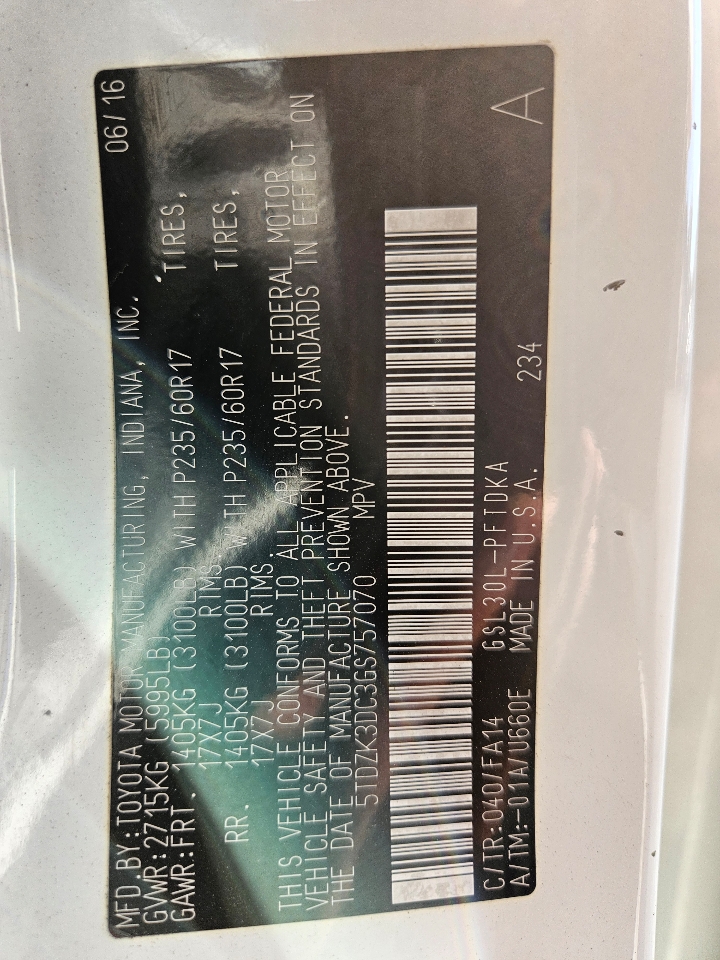 MFD.BY:TOYOTA MOTOR MANUFACTURING, INDIANA, INC. 06/16
GVWR:2715KG (5995LB)
GAWR:FRT. 1405KG (3100LB) WITH P235/60R17 TIRES,
17X7J RIMS.
RR. 1405KG (3100LB) WITH P235/60R17 TIRES,
17X7J RIMS.
THIS VEHICLE CONFORMS TO ALL APPLICABLE FEDERAL MOTOR
VEHICLE SAFETY AND THEFT PREVENTION STANDARDS IN EFFECT ON
THE DATE OF MANUFACTURE SHOWN ABOVE.
5TDZK3DC3GS757070 MPV
C/TR:040/FA14 GSL30L-PFTDKA
A/TM:-01A/U660E MADE IN U.S.A. 234 A